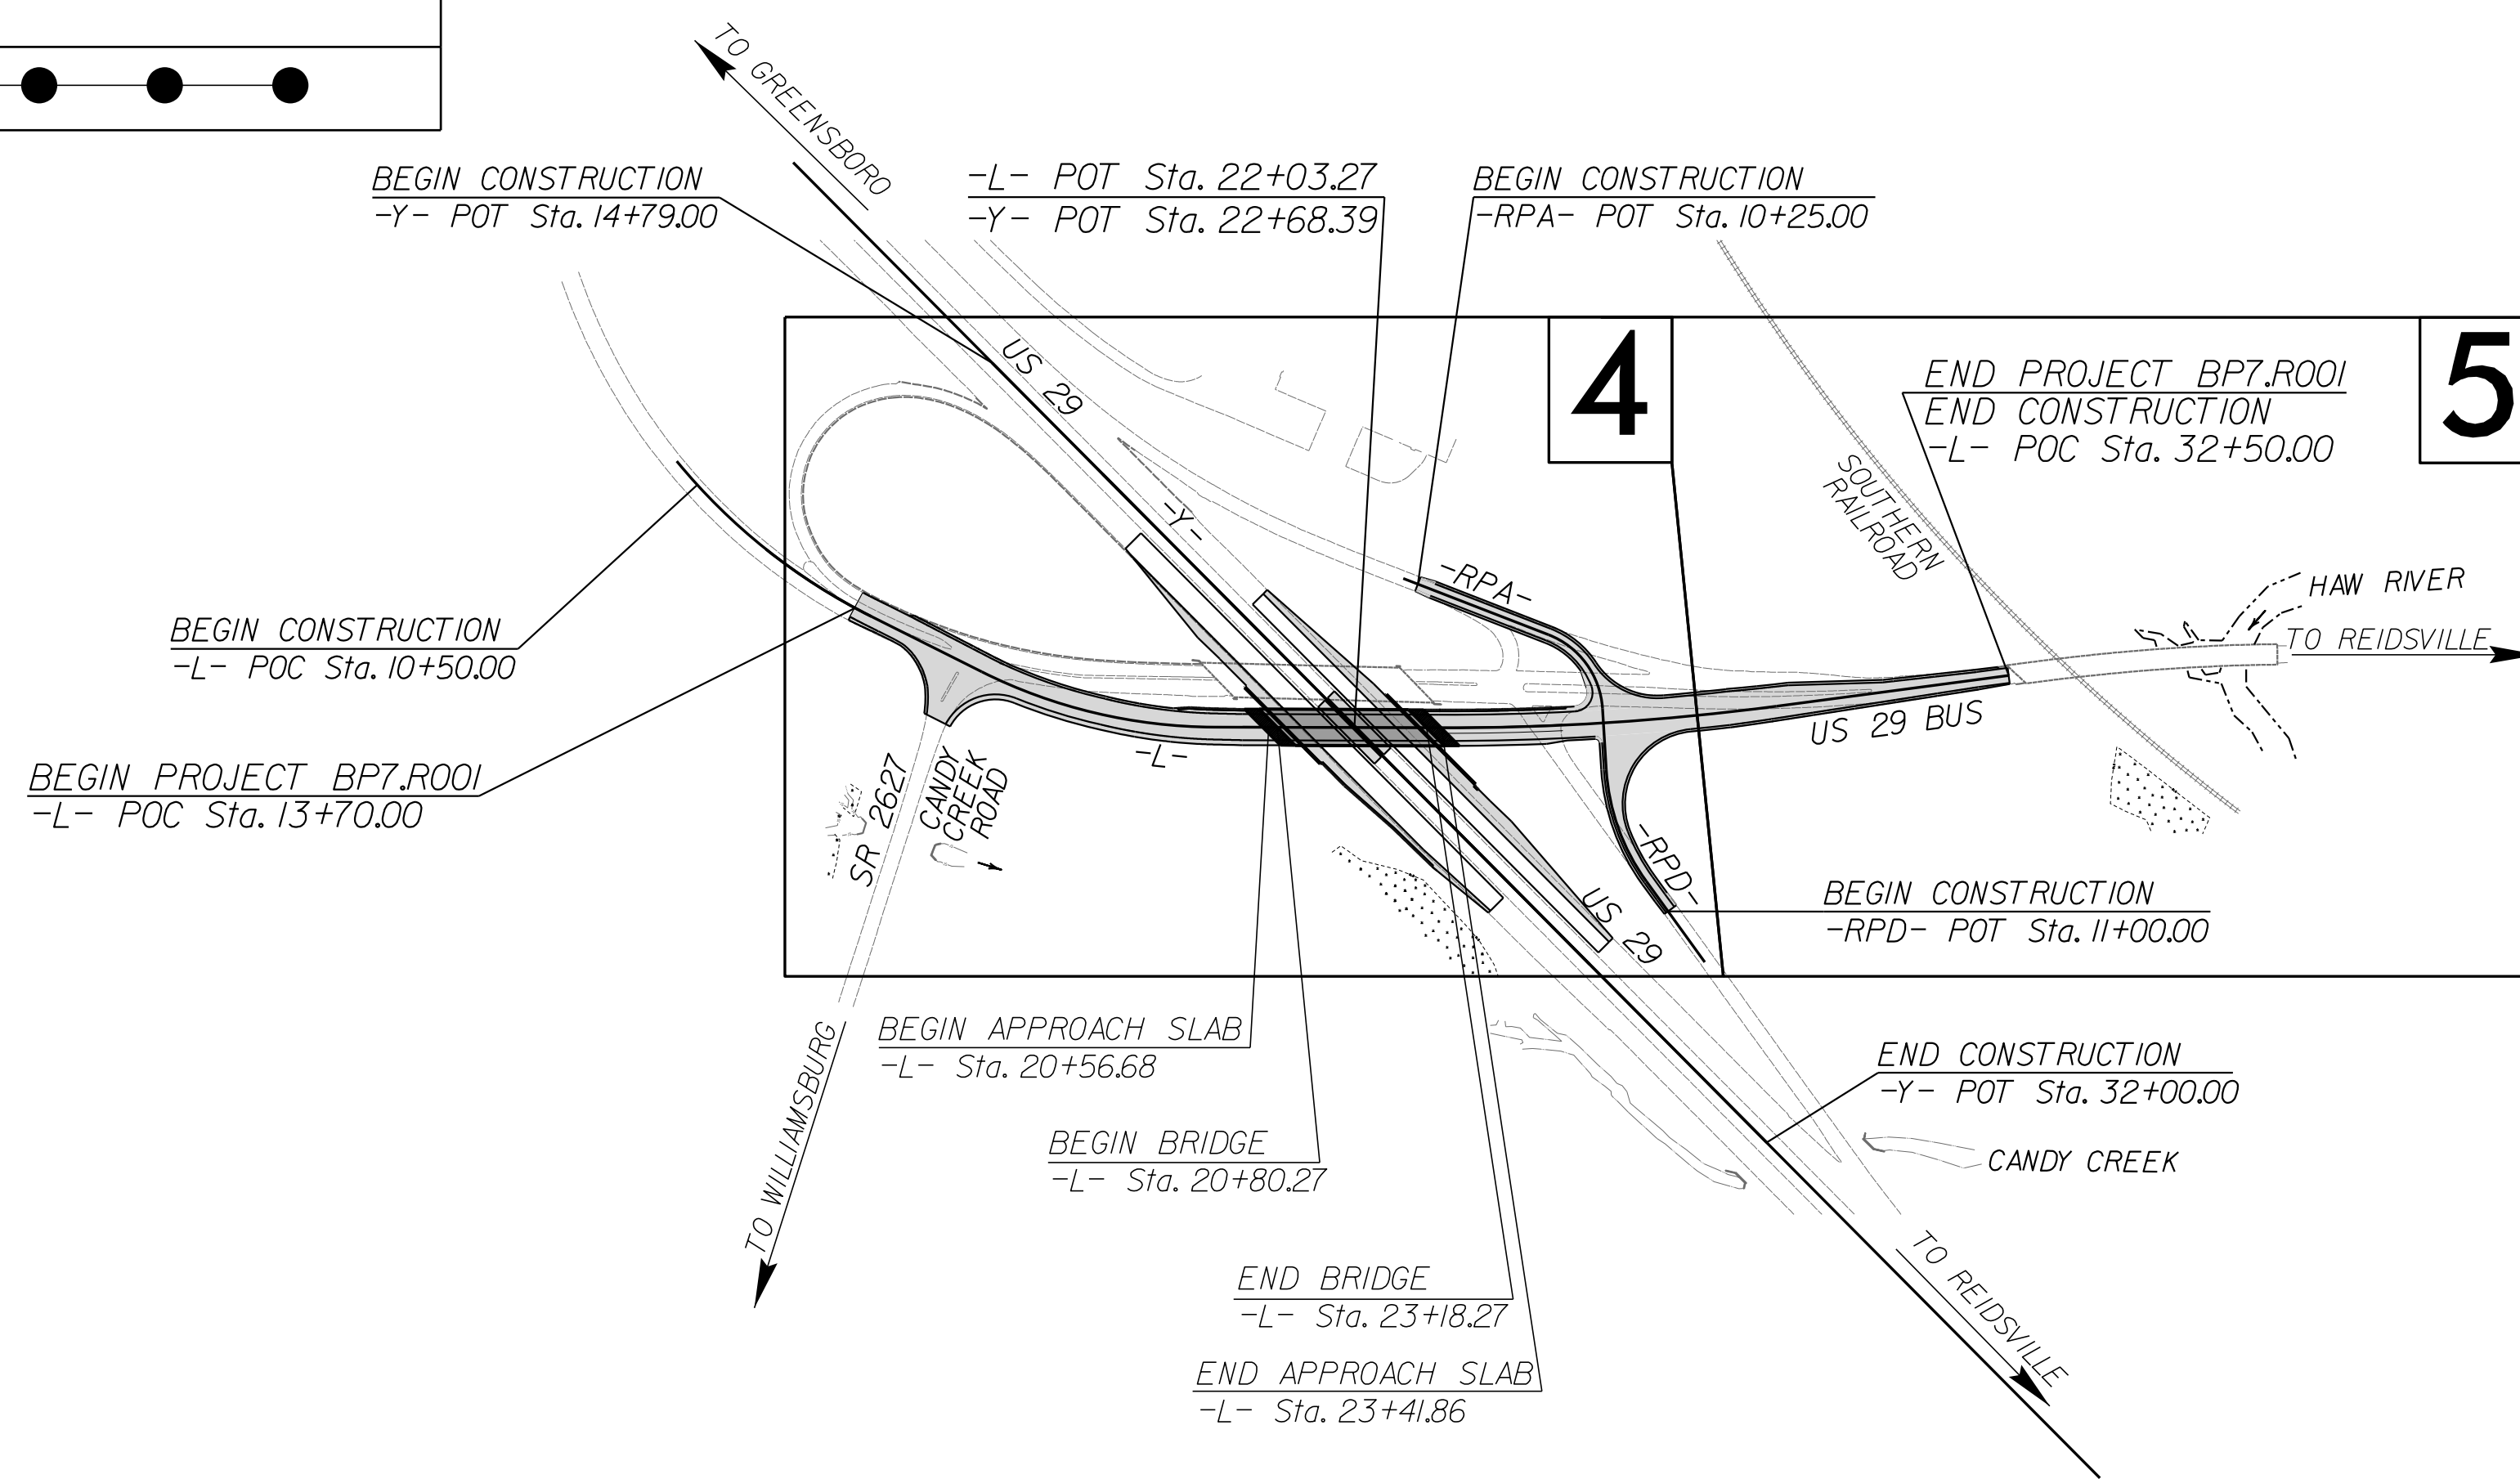 TO GREENSBORO
BEGIN CONSTRUCTION
-Y- POT Sta. 14+79.00
-L- POT Sta. 22+03.27
-Y- POT Sta. 22+68.39
BEGIN CONSTRUCTION
-RPA- POT Sta. 10+25.00
4
5
US 29
END PROJECT BP7.R001
END CONSTRUCTION
-L- POC Sta. 32+50.00
SOUTHERN
RAILROAD
-Y-
-RPA-
HAW RIVER
TO REIDSVILLE
BEGIN CONSTRUCTION
-L- POC Sta. 10+50.00
US 29 BUS
-L-
BEGIN PROJECT BP7.R001
-L- POC Sta. 13+70.00
SR 2627
CANDY
CREEK
ROAD
-RPD-
US 29
BEGIN CONSTRUCTION
-RPD- POT Sta. 11+00.00
TO WILLIAMSBURG
BEGIN APPROACH SLAB
-L- Sta. 20+56.68
END CONSTRUCTION
-Y- POT Sta. 32+00.00
BEGIN BRIDGE
-L- Sta. 20+80.27
CANDY CREEK
END BRIDGE
-L- Sta. 23+18.27
TO REIDSVILLE
END APPROACH SLAB
-L- Sta. 23+41.86